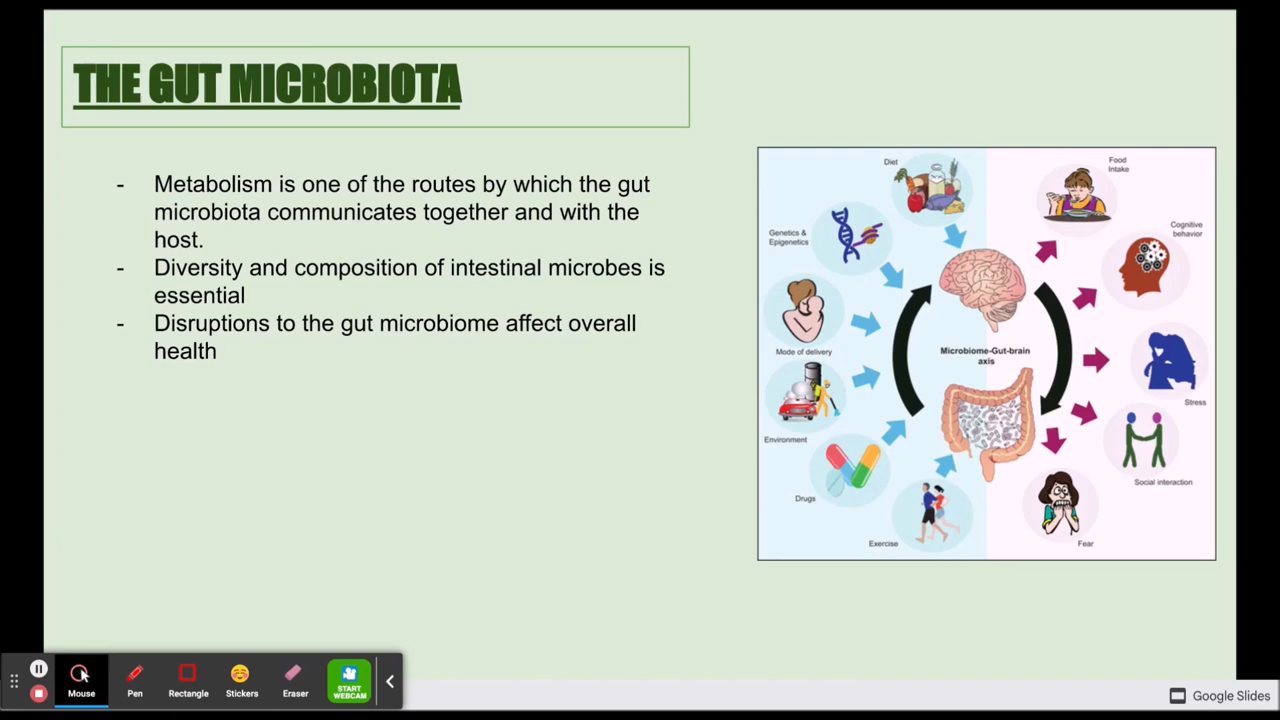 THE GUT MICROBIOTA
- Metabolism is one of the routes by which the gut
microbiota communicates together and with the
host.
- Diversity and composition of intestinal microbes is
essential
- Disruptions to the gut microbiome affect overall
health
Diet
Genetics &
Epigenetics
Mode of delivery
Environment
Drugs
Exercise
Microbiome-Gut-brain
axis
Food
Intake
Cognitive
behavior
Stress
Social interaction
Fear
Mouse
Pen
Rectangle
Stickers
Eraser
START
WEBCAM
Google Slides